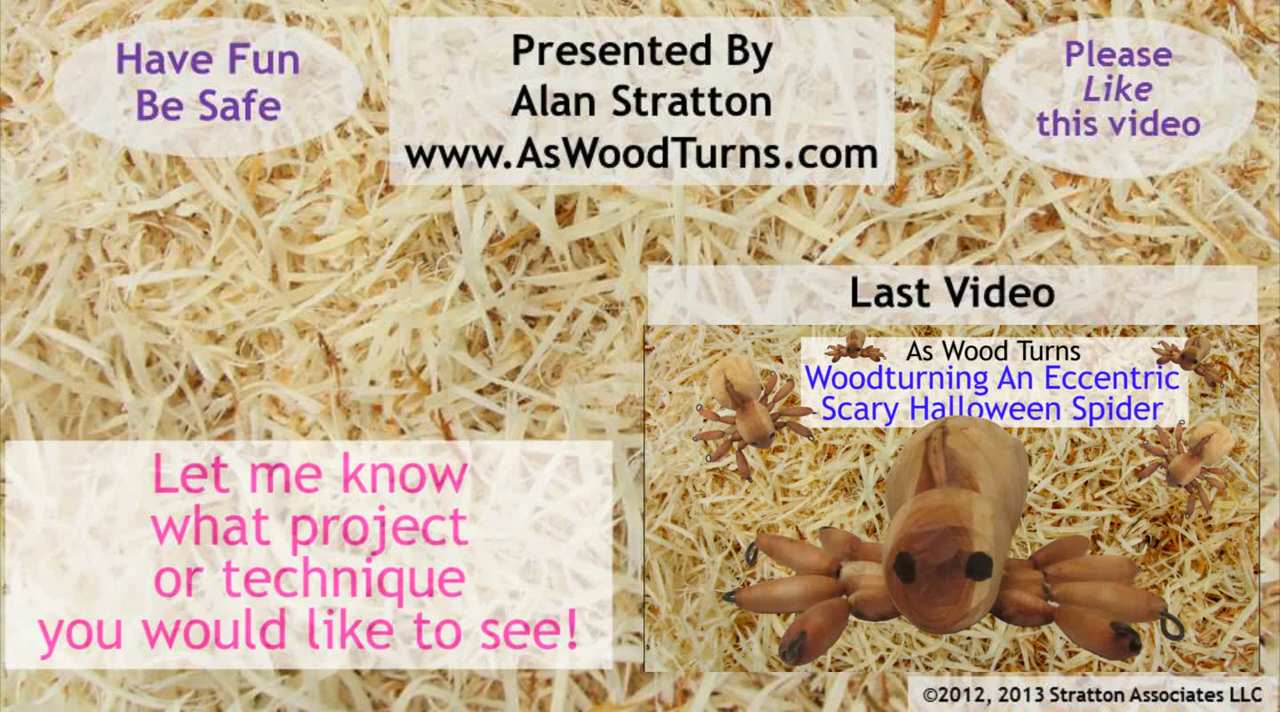 Have Fun
Be Safe
Presented By
Alan Stratton
www.AsWoodTurns.com
Please
Like
this video
Last Video
As Wood Turns
Woodturning An Eccentric
Scary Halloween Spider
Let me know
what project
or technique
you would like to see!
©2012, 2013 Stratton Associates LLC